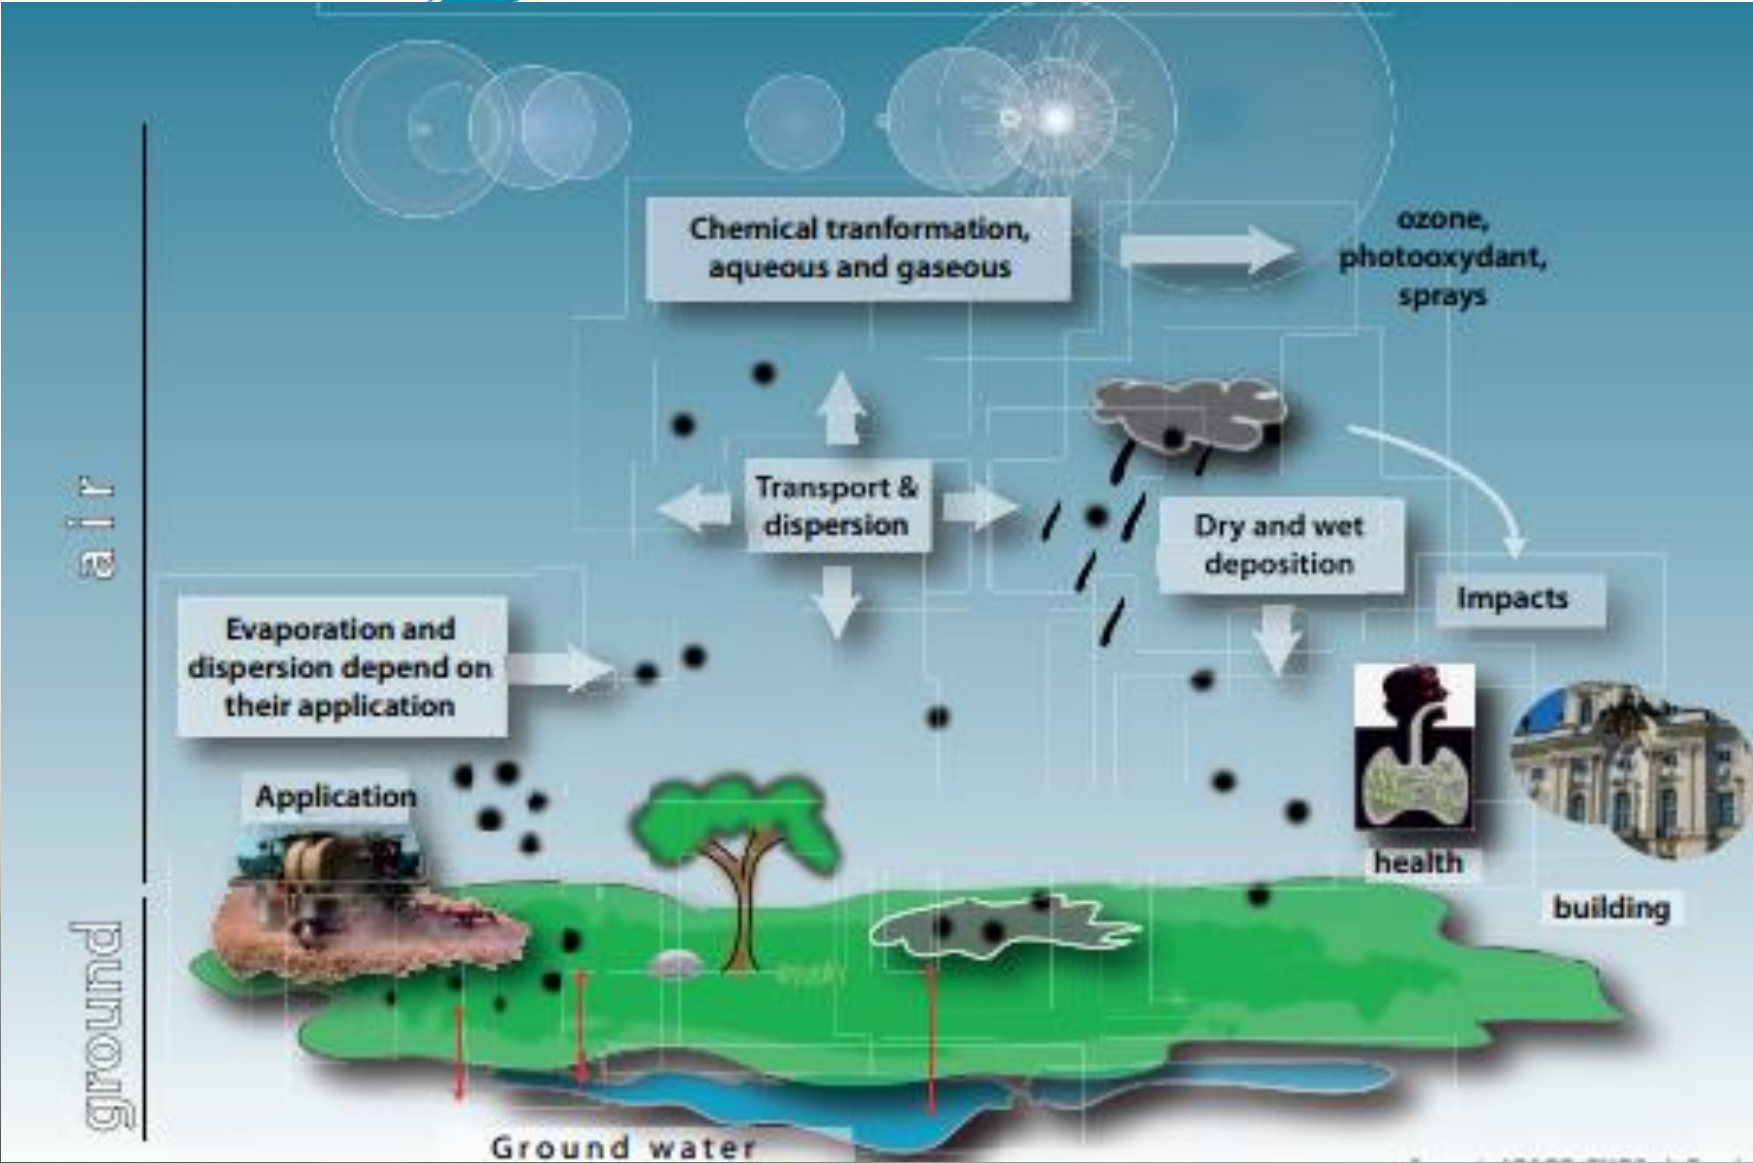 Chemical tranformation,
aqueous and gaseous
ozone,
photooxydant,
sprays
Transport &
dispersion
Dry and wet
deposition
Impacts
Evaporation and
dispersion depend on
their application
Application
health
building
air
ground
Ground water